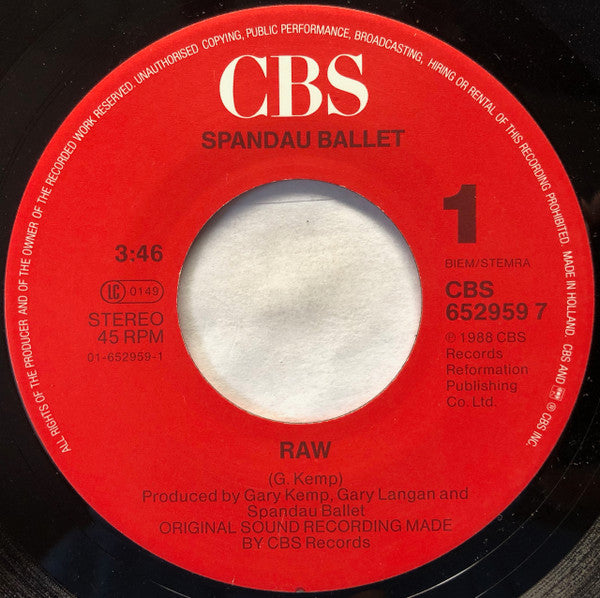 ALL RIGHTS OF THE PRODUCER AND OF THE OWNER OF THE RECORDED WORK RESERVED. UNAUTHORISED COPYING, PUBLIC PERFORMANCE, BROADCASTING, HIRING OR RENTAL OF THIS RECORDING PROHIBITED. MADE IN HOLLAND. CBS AND ® CBS INC.
CBS
SPANDAU BALLET
1
3:46
BIEM/STEMRA
LC 0149
CBS
652959 7
STEREO
45 RPM
01-652959-1
℗ 1988 CBS
Records
Reformation
Publishing
Co. Ltd.
RAW
(G. Kemp)
Produced by Gary Kemp, Gary Langan and
Spandau Ballet
ORIGINAL SOUND RECORDING MADE
BY CBS Records